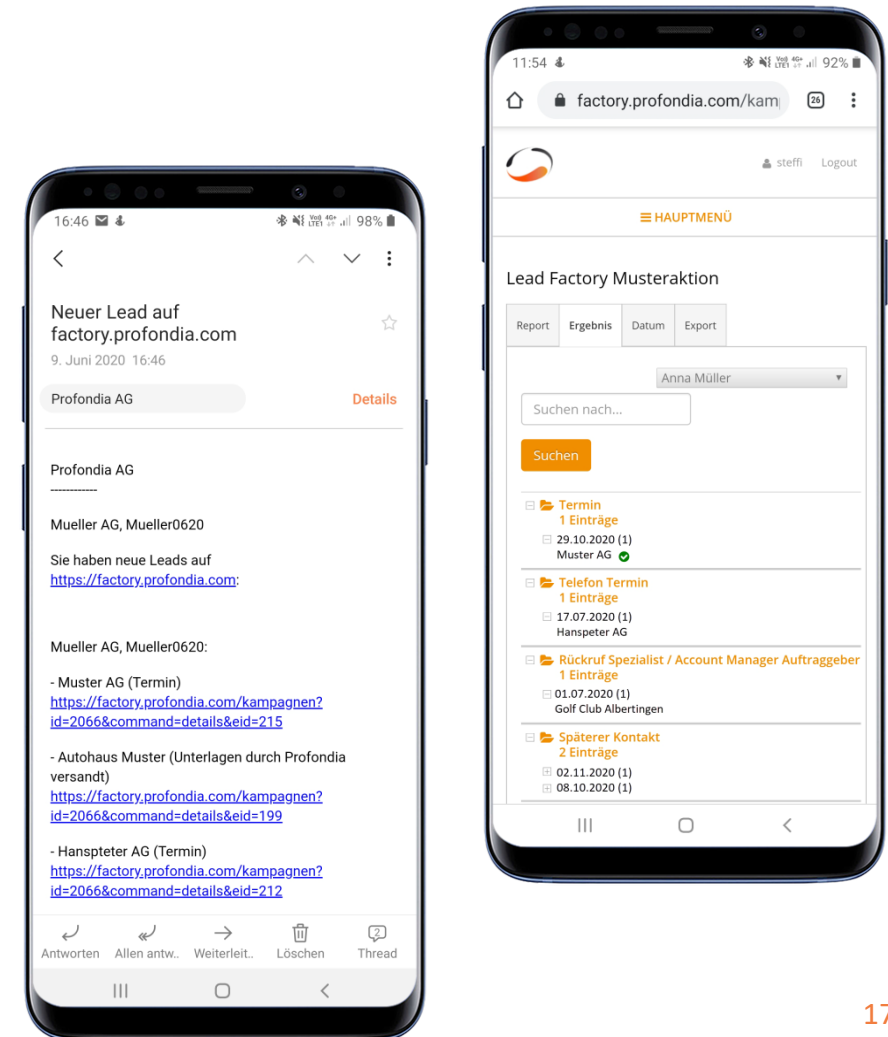 16:46
Voo) 4G+
LTE1
98%
Neuer Lead auf
factory.profondia.com
9. Juni 2020 16:46
Profondia AG
Details
Profondia AG
------------
Mueller AG, Mueller0620
Sie haben neue Leads auf
https://factory.profondia.com:
Mueller AG, Mueller0620:
- Muster AG (Termin)
https://factory.profondia.com/kampagnen?
id=2066&command=details&eid=215
- Autohaus Muster (Unterlagen durch Profondia
versandt)
https://factory.profondia.com/kampagnen?
id=2066&command=details&eid=199
- Hanspteter AG (Termin)
https://factory.profondia.com/kampagnen?
id=2066&command=details&eid=212
Antworten
Allen antw..
Weiterleit..
Löschen
2
Thread
11:54
Voo) 4G+
LTE1
92%
factory.profondia.com/kam
26
steffi
Logout
HAUPTMENÜ
Lead Factory Musteraktion
Report
Ergebnis
Datum
Export
Anna Müller
Suchen nach...
Suchen
Termin
1 Einträge
29.10.2020 (1)
Muster AG
Telefon Termin
1 Einträge
17.07.2020 (1)
Hanspeter AG
Rückruf Spezialist / Account Manager Auftraggeber
1 Einträge
01.07.2020 (1)
Golf Club Albertingen
Späterer Kontakt
2 Einträge
02.11.2020 (1)
08.10.2020 (1)
17